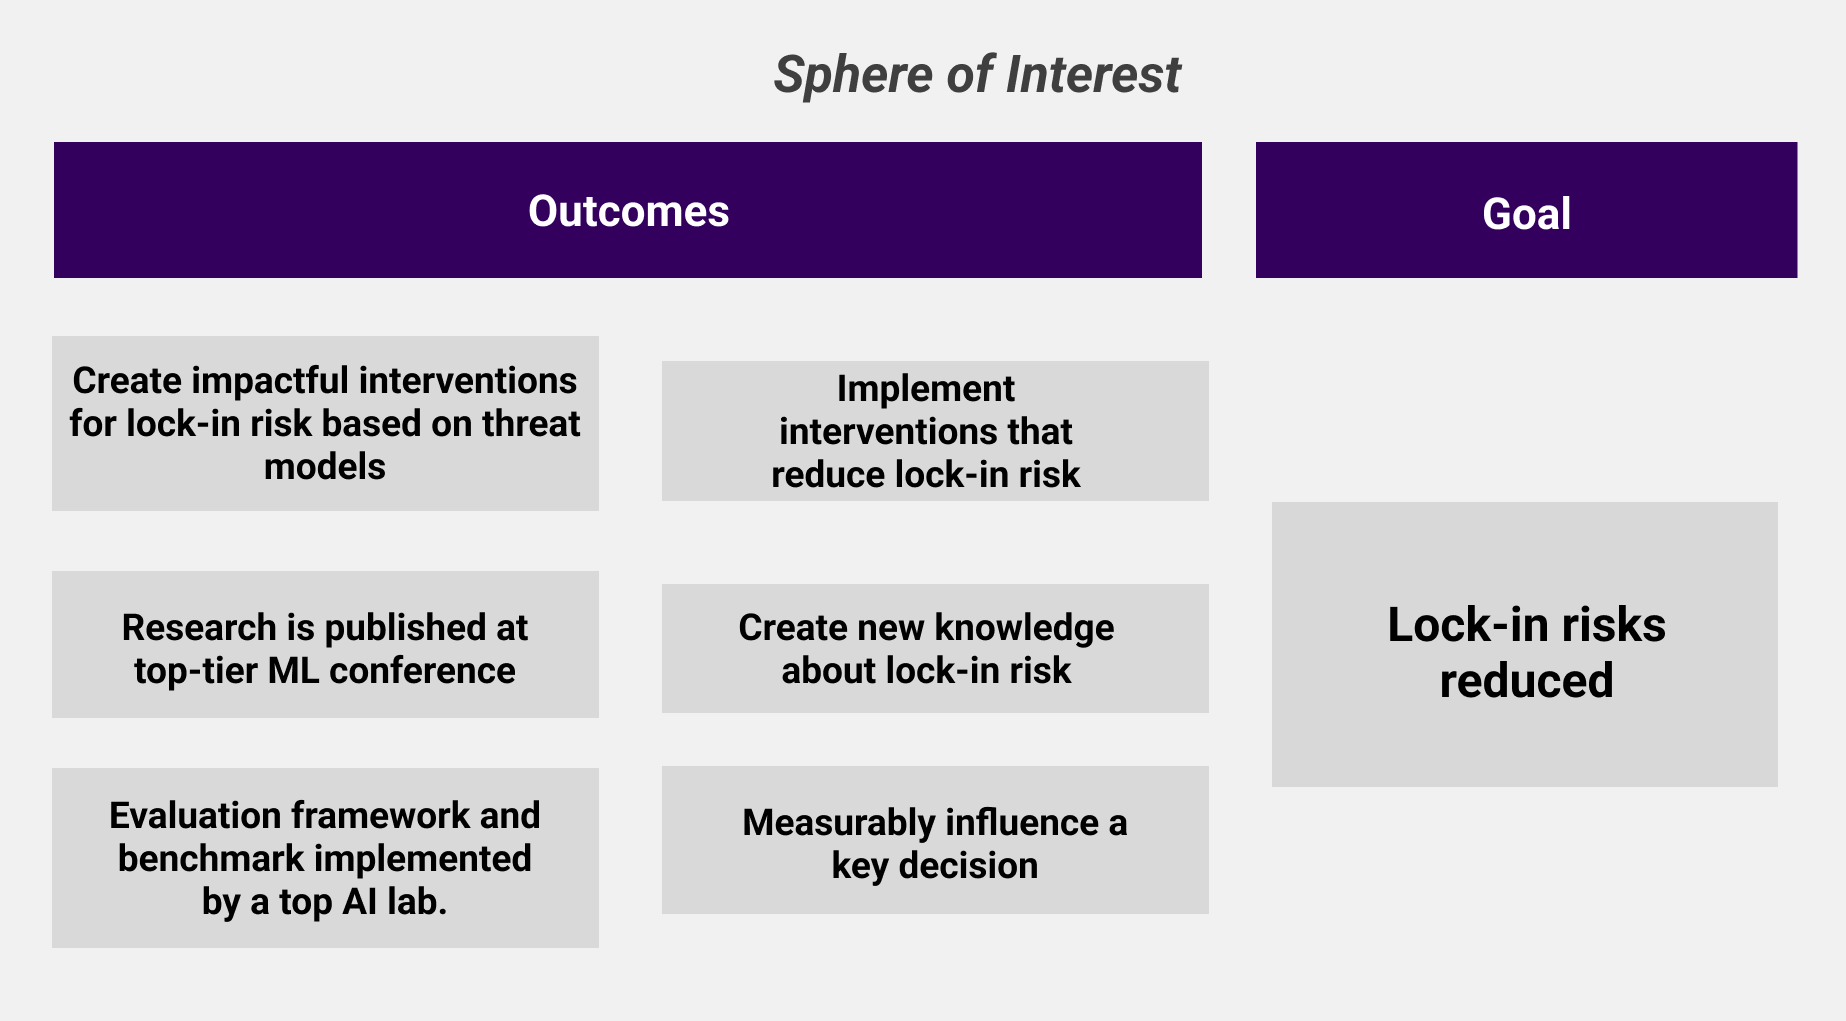 Sphere of Interest
Outcomes
Goal
Create impactful interventions
for lock-in risk based on threat
models
Implement
interventions that
reduce lock-in risk
Research is published at
top-tier ML conference
Create new knowledge
about lock-in risk
Lock-in risks
reduced
Evaluation framework and
benchmark implemented
by a top AI lab.
Measurably influence a
key decision